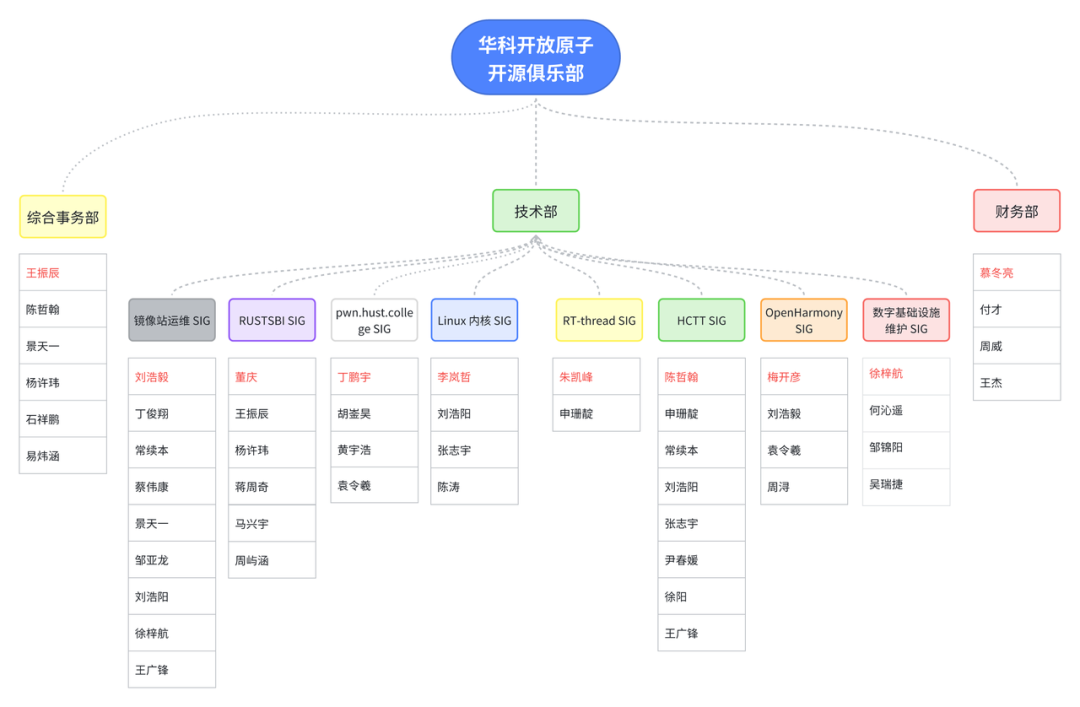 华科开放原子
开源俱乐部
综合事务部
王振辰
陈哲翰
景天一
杨许玮
石祥鹏
易炜涵
技术部
镜像站运维 SIG
刘浩毅
丁俊翔
常续本
蔡伟康
景天一
邹亚龙
刘浩阳
徐梓航
王广锋
RUSTSBI SIG
董庆
王振辰
杨许玮
蒋周奇
马兴宇
周屿涵
pwn.hust.colle
ge SIG
丁鹏宇
胡崟昊
黄宇浩
袁令羲
Linux 内核 SIG
李岚哲
刘浩阳
张志宇
陈涛
RT-thread SIG
朱凯峰
申珊靛
HCTT SIG
陈哲翰
申珊靛
常续本
刘浩阳
张志宇
尹春媛
徐阳
王广锋
OpenHarmony
SIG
梅开彦
刘浩毅
袁令羲
周浔
数字基础设施
维护 SIG
徐梓航
何沁遥
邹锦阳
吴瑞捷
财务部
慕冬亮
付才
周威
王杰